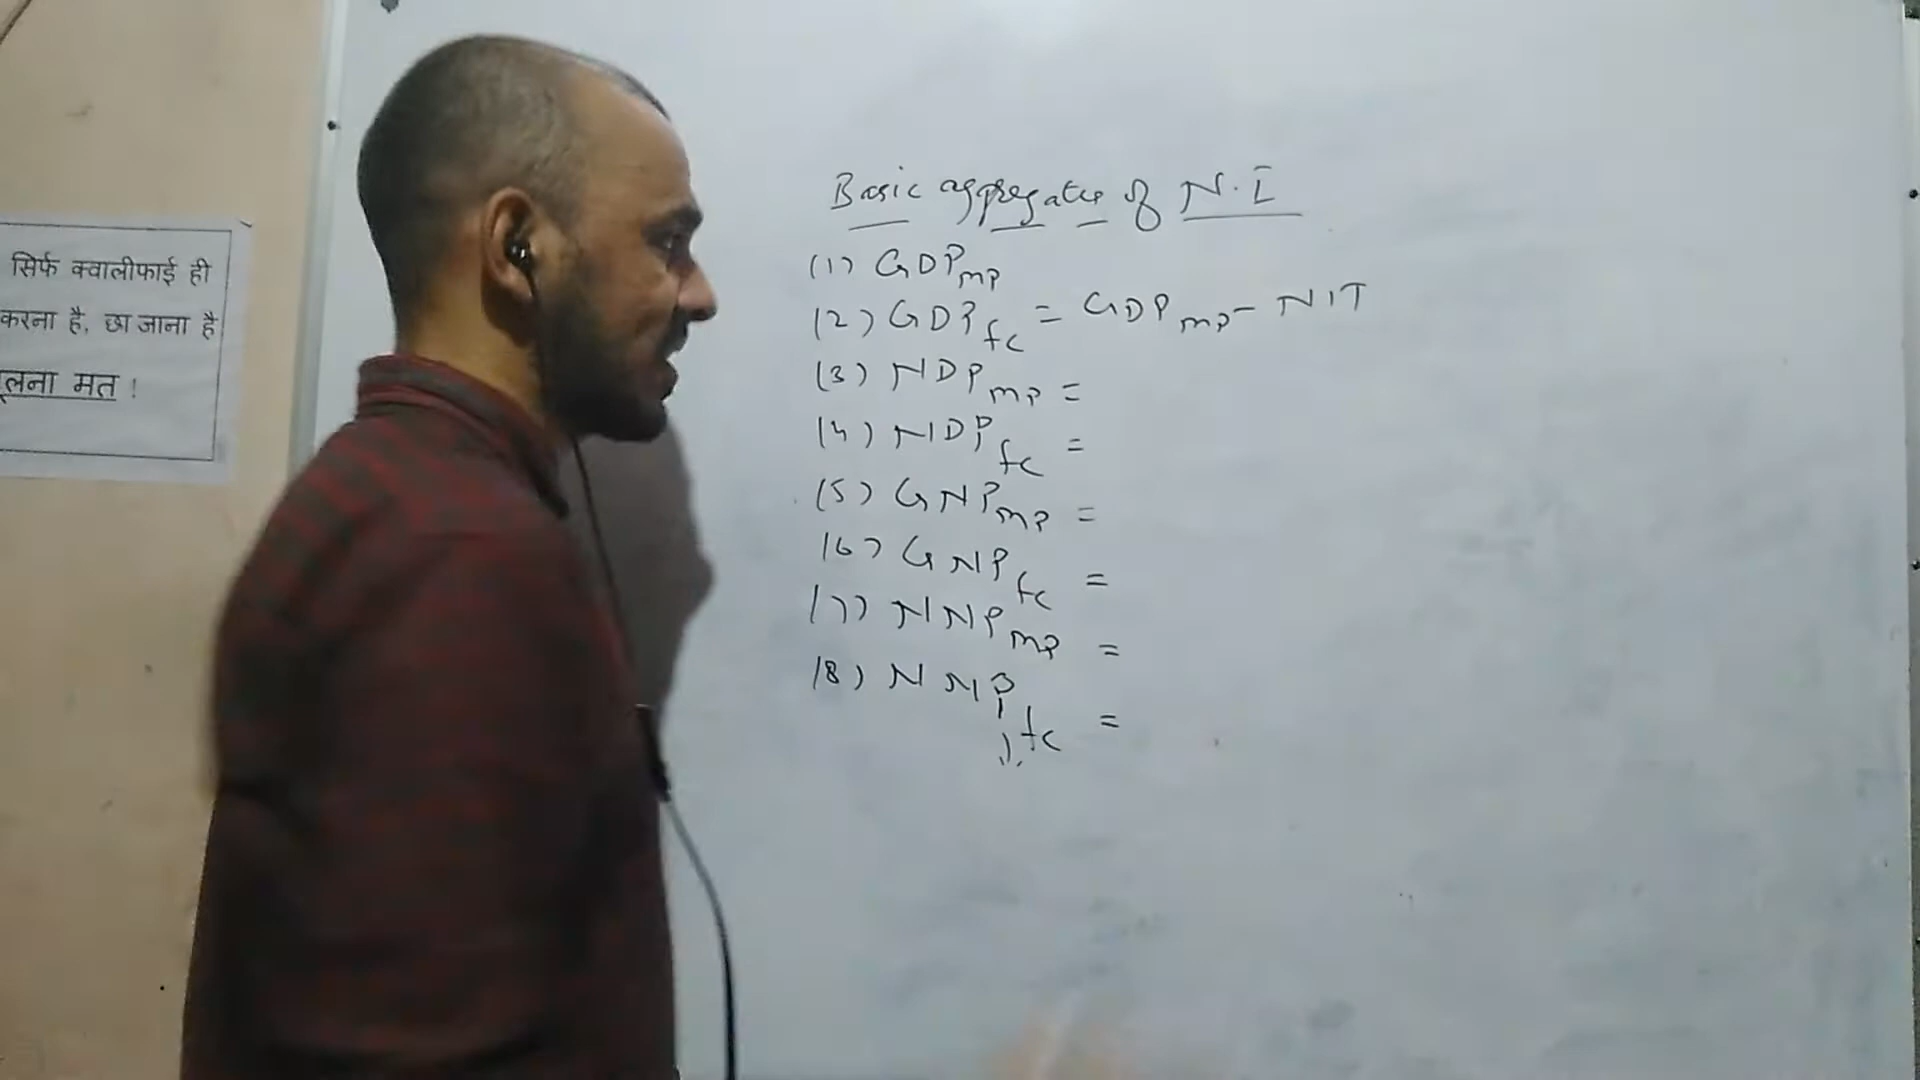 सिर्फ क्वालीफाई ही
करना है, छा जाना है
मत !
Basic aggregates of N.I
(1) GDPmp
(2) GDPfc = GDPmp - NIT
(3) NDPmp =
(4) NDPfc =
(5) GNPmp =
(6) GNPfc =
(7) NNPmp =
(8) NNPfc =